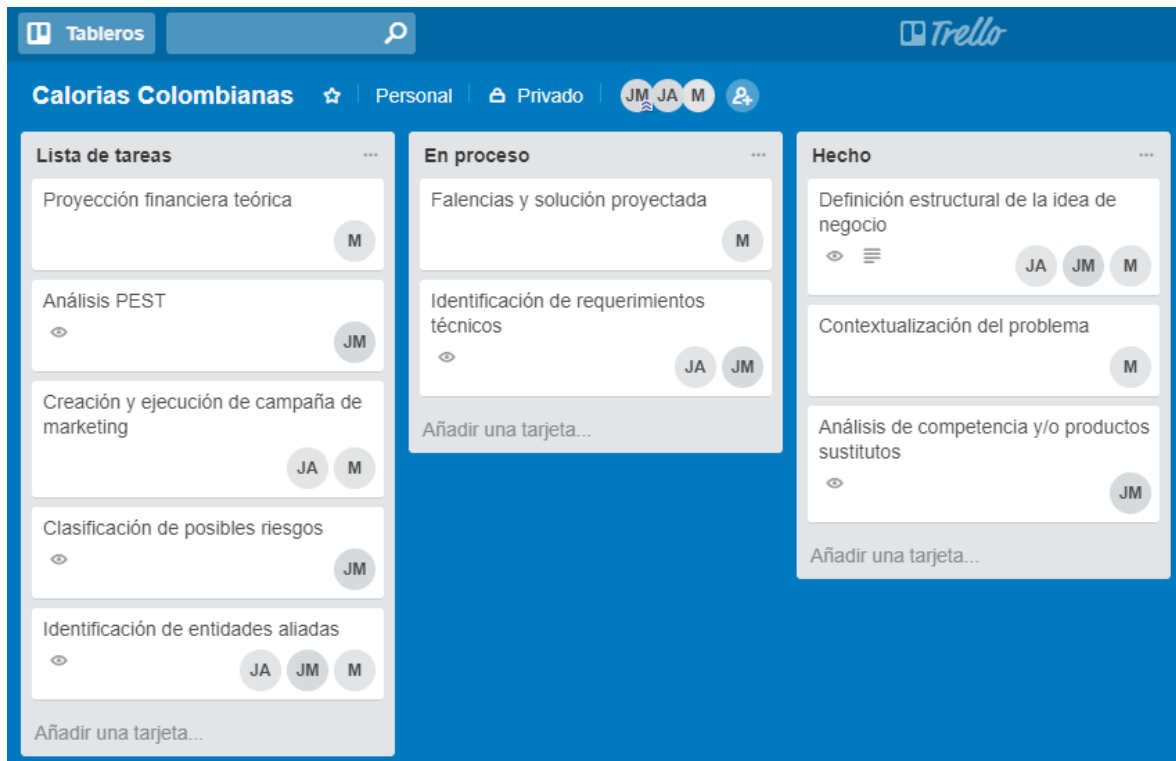 Tableros
Trello
Calorias Colombianas
Personal
Privado
JM JA M
Lista de tareas
Proyección financiera teórica
M
Análisis PEST
JM
Creación y ejecución de campaña de
marketing
JA M
Clasificación de posibles riesgos
JM
Identificación de entidades aliadas
JA JM M
Añadir una tarjeta...
En proceso
Falencias y solución proyectada
M
Identificación de requerimientos
técnicos
JA JM
Añadir una tarjeta...
Hecho
Definición estructural de la idea de
negocio
JA JM M
Contextualización del problema
M
Análisis de competencia y/o productos
sustitutos
JM
Añadir una tarjeta...